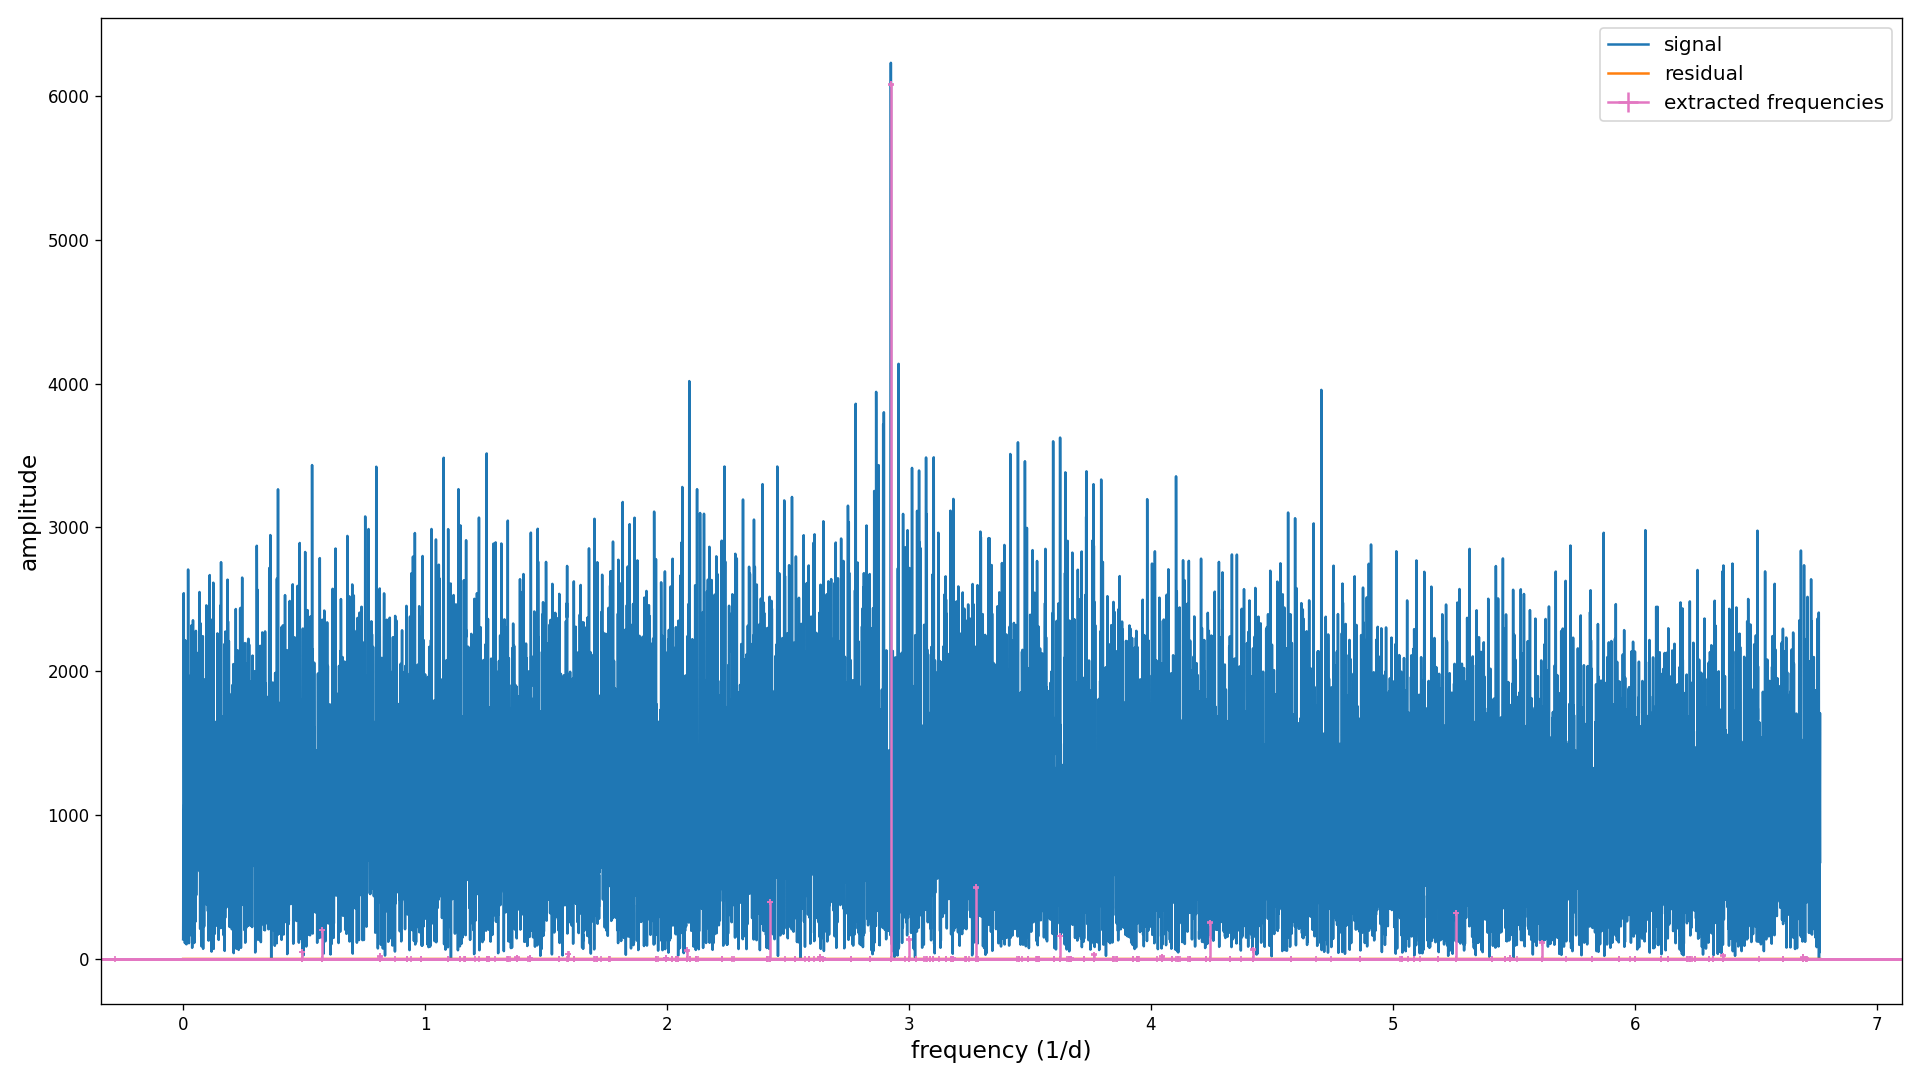 signal
residual
extracted frequencies
6000
5000
4000
3000
2000
1000
0
amplitude
0 1 2 3 4 5 6 7
frequency (1/d)